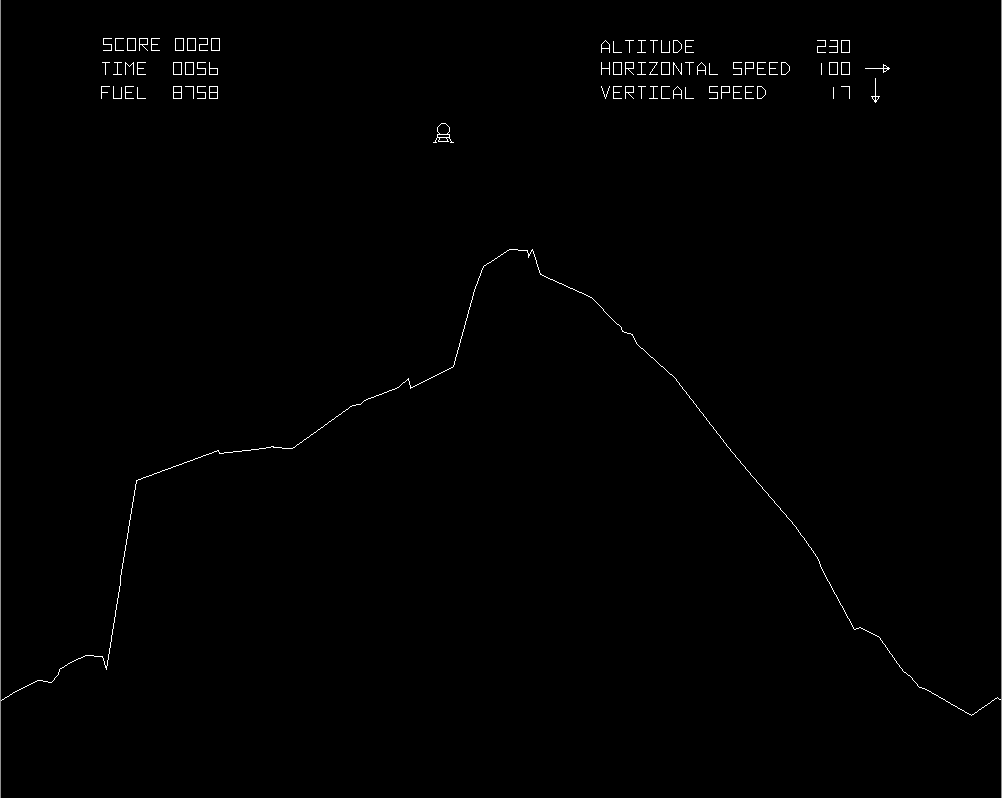 SCORE 0020
TIME 0056
FUEL 8758
ALTITUDE 230
HORIZONTAL SPEED 100 →
VERTICAL SPEED 17 ↓